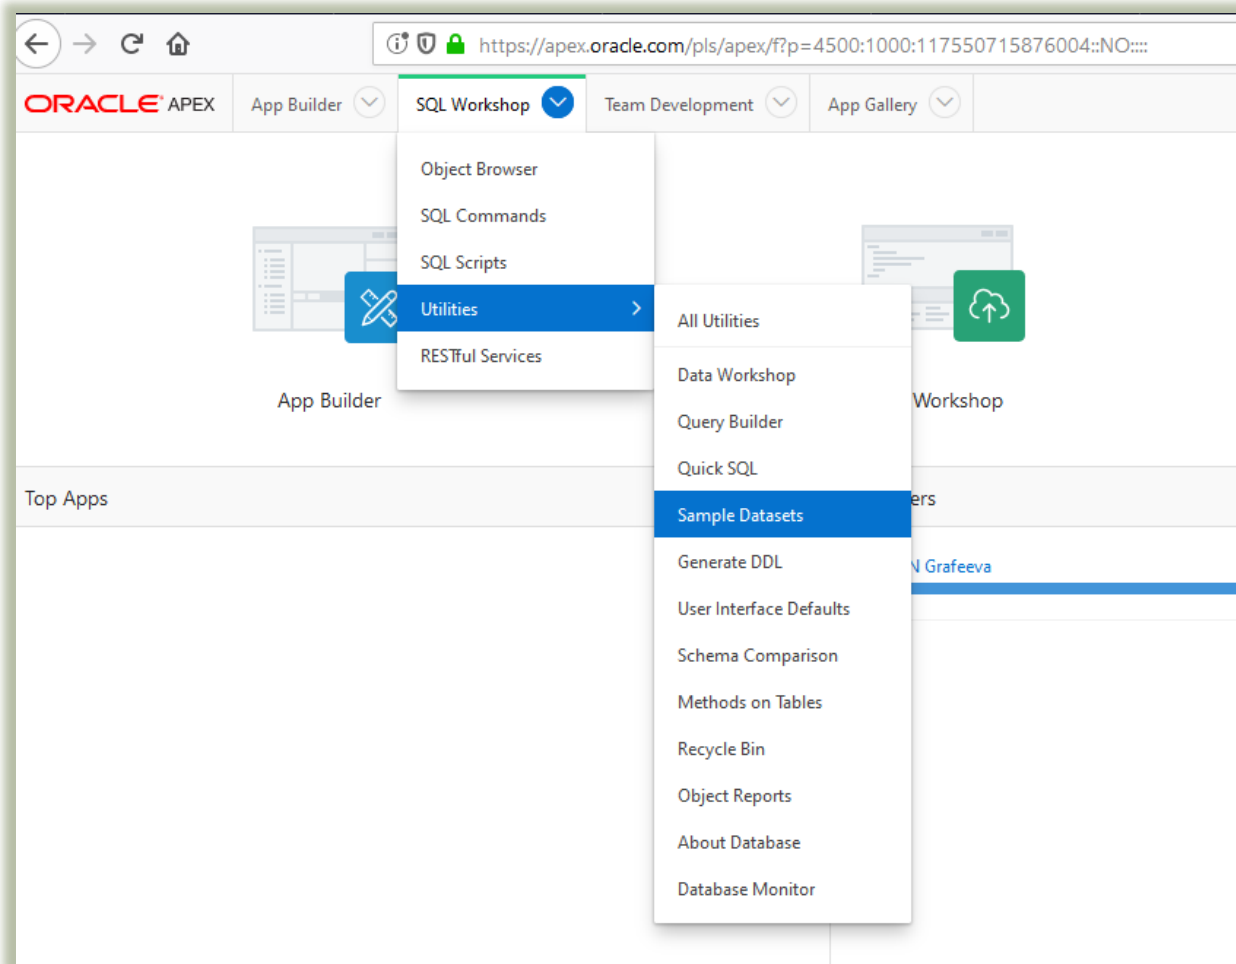 https://apex.oracle.com/pls/apex/f?p=4500:1000:117550715876004::NO::::
ORACLE APEX App Builder SQL Workshop Team Development App Gallery
Object Browser
SQL Commands
SQL Scripts
Utilities
RESTful Services
All Utilities
Data Workshop
Query Builder
Quick SQL
Sample Datasets
Generate DDL
User Interface Defaults
Schema Comparison
Methods on Tables
Recycle Bin
Object Reports
About Database
Database Monitor
App Builder
Workshop
Top Apps
N Grafeeva